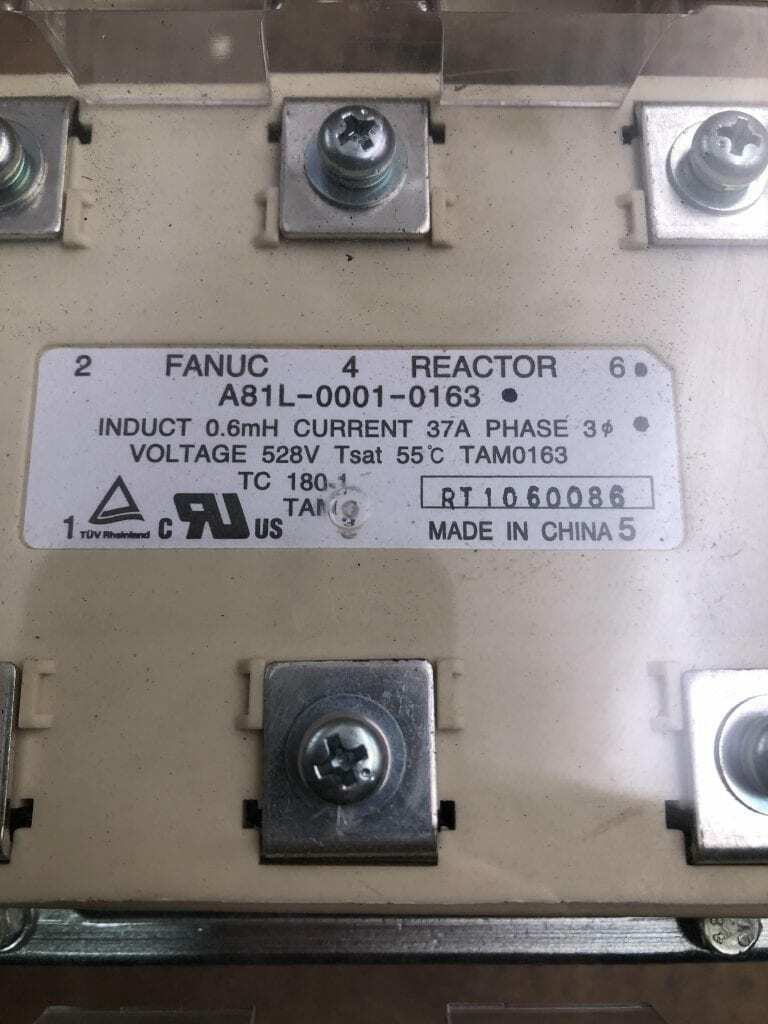 2 FANUC 4 REACTOR 6
A81L-0001-0163
INDUCT 0.6mH CURRENT 37A PHASE 3ϕ
VOLTAGE 528V Tsat 55℃ TAM0163
TC 180-1
RT1060086
1 TÜV Rheinland c RU US MADE IN CHINA 5